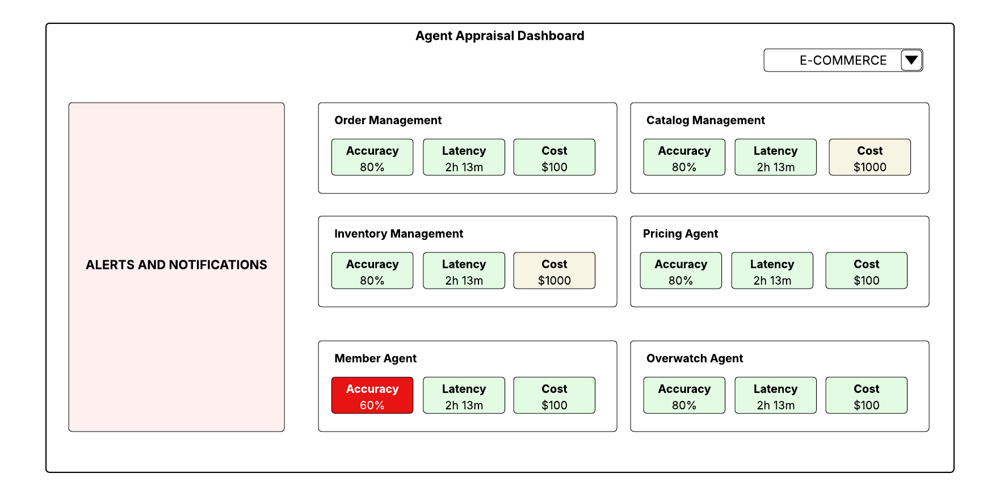 Agent Appraisal Dashboard
E-COMMERCE
ALERTS AND NOTIFICATIONS
Order Management
Accuracy
80%
Latency
2h 13m
Cost
$100
Catalog Management
Accuracy
80%
Latency
2h 13m
Cost
$1000
Inventory Management
Accuracy
80%
Latency
2h 13m
Cost
$1000
Pricing Agent
Accuracy
80%
Latency
2h 13m
Cost
$100
Member Agent
Accuracy
60%
Latency
2h 13m
Cost
$100
Overwatch Agent
Accuracy
80%
Latency
2h 13m
Cost
$100